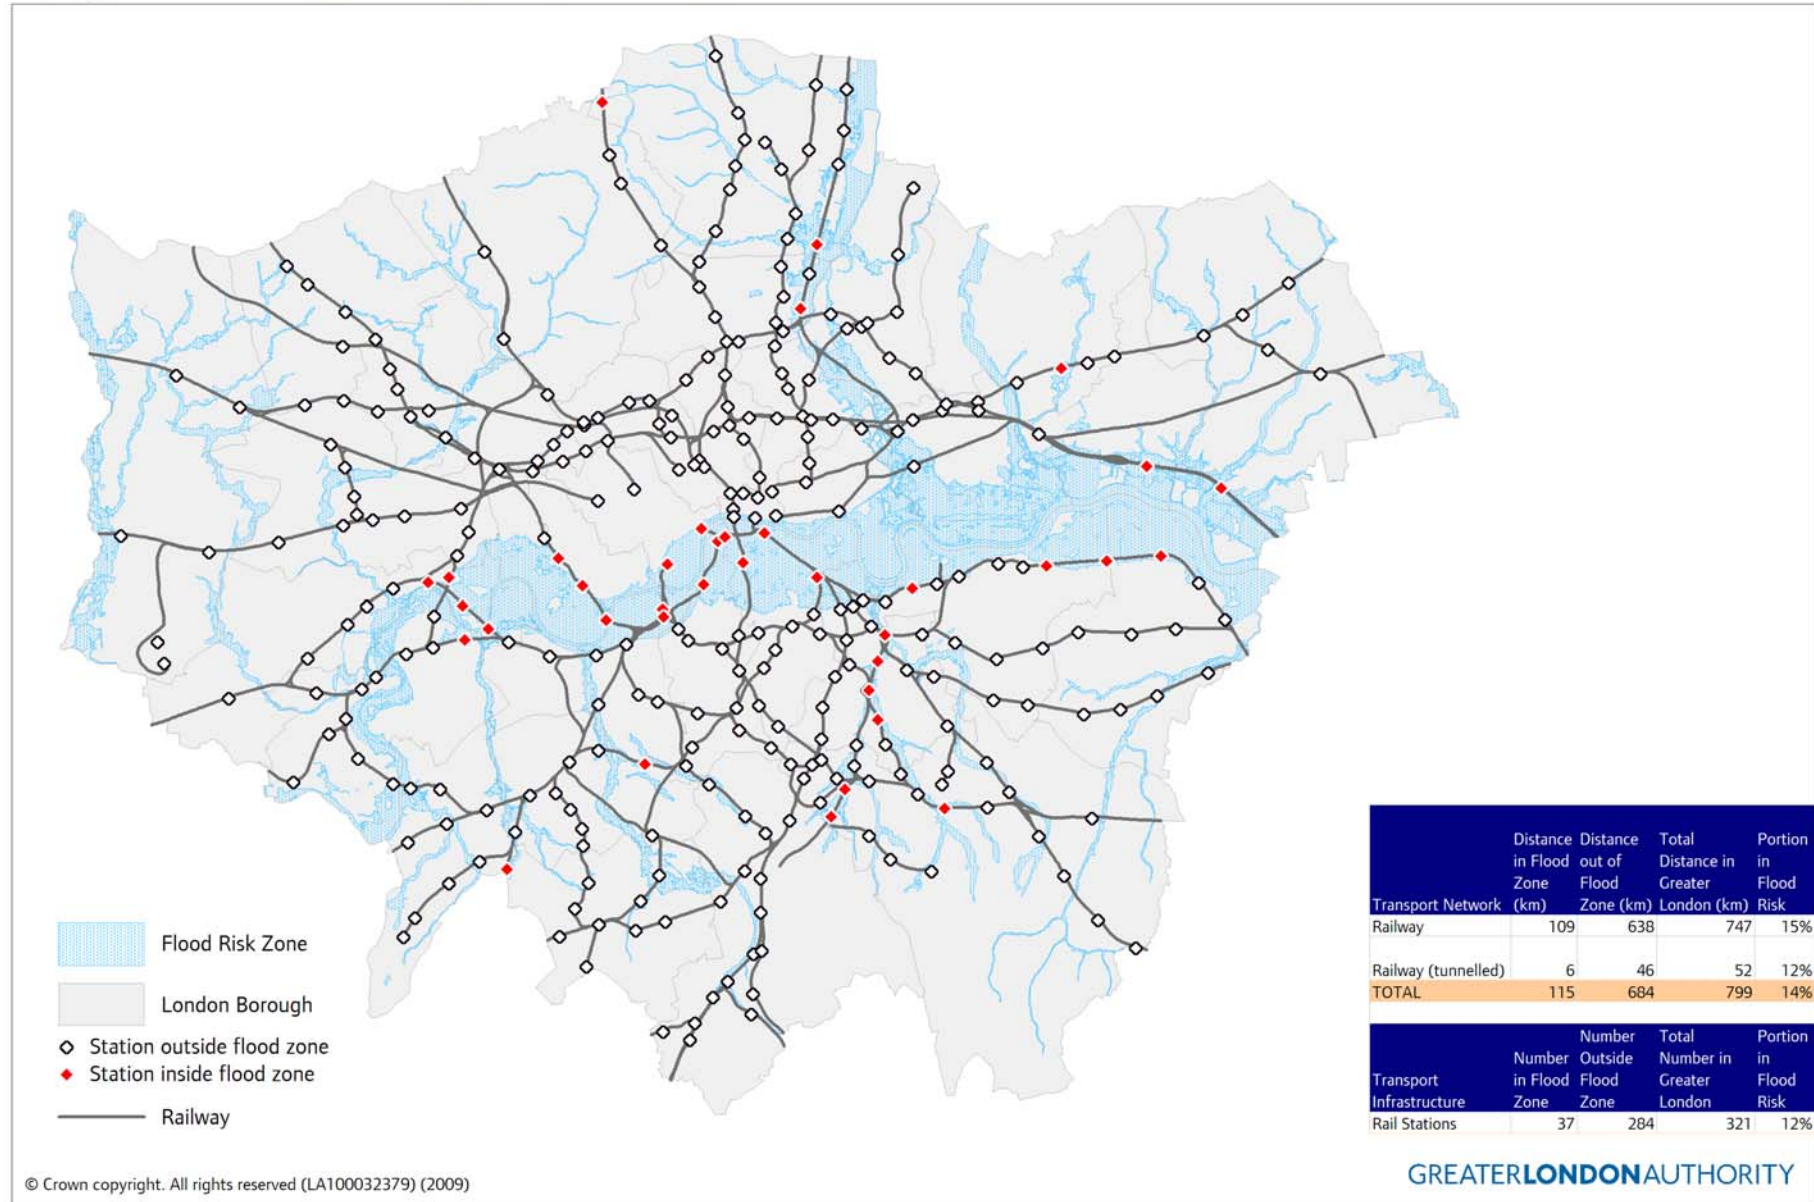 Flood Risk Zone
London Borough
Station outside flood zone
Station inside flood zone
Railway
© Crown copyright. All rights reserved (LA100032379) (2009)
Distance Distance Total Portion
in Flood out of Distance in in
Zone Flood Greater Flood
Transport Network (km) Zone (km) London (km) Risk
Railway 109 638 747 15%
Railway (tunnelled) 6 46 52 12%
TOTAL 115 684 799 14%
Number Total Portion
Number Outside Number in in
Transport in Flood Flood Greater Flood
Infrastructure Zone Zone London Risk
Rail Stations 37 284 321 12%
GREATERLONDONAUTHORITY